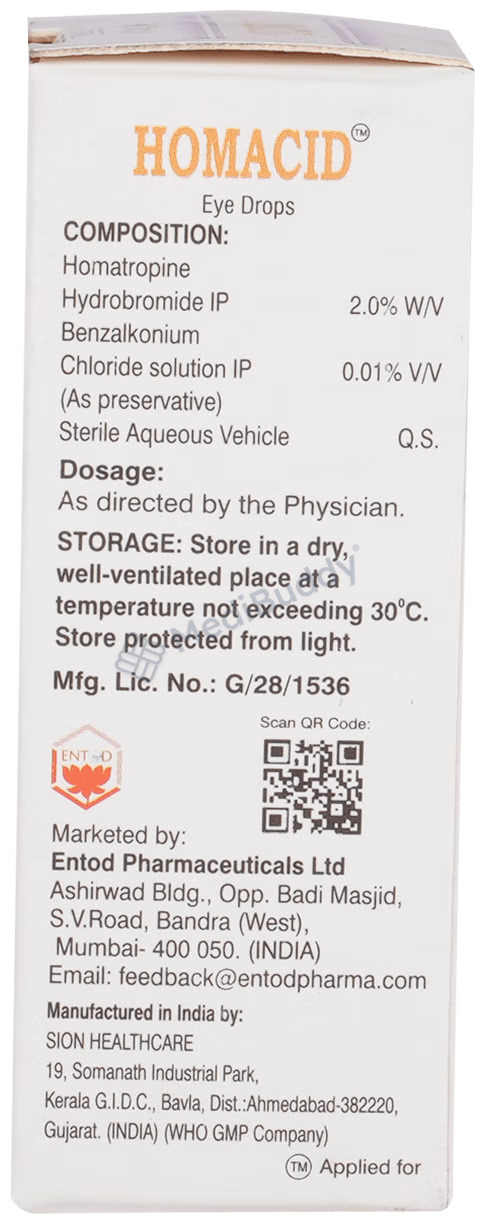 HOMACID™
Eye Drops
COMPOSITION:
Homatropine
Hydrobromide IP 2.0% W/V
Benzalkonium
Chloride solution IP 0.01% V/V
(As preservative)
Sterile Aqueous Vehicle Q.S.
Dosage:
As directed by the Physician.
STORAGE: Store in a dry,
well-ventilated place at a
temperature not exceeding 30⁰C.
Store protected from light.
MediBuddy®
Mfg. Lic. No.: G/28/1536
Scan QR Code:
ENTOD
Marketed by:
Entod Pharmaceuticals Ltd
Ashirwad Bldg., Opp. Badi Masjid,
S.V.Road, Bandra (West),
Mumbai- 400 050. (INDIA)
Email: feedback@entodpharma.com
Manufactured in India by:
SION HEALTHCARE
19, Somanath Industrial Park,
Kerala G.I.D.C., Bavla, Dist.:Ahmedabad-382220,
Gujarat. (INDIA) (WHO GMP Company)
TM Applied for